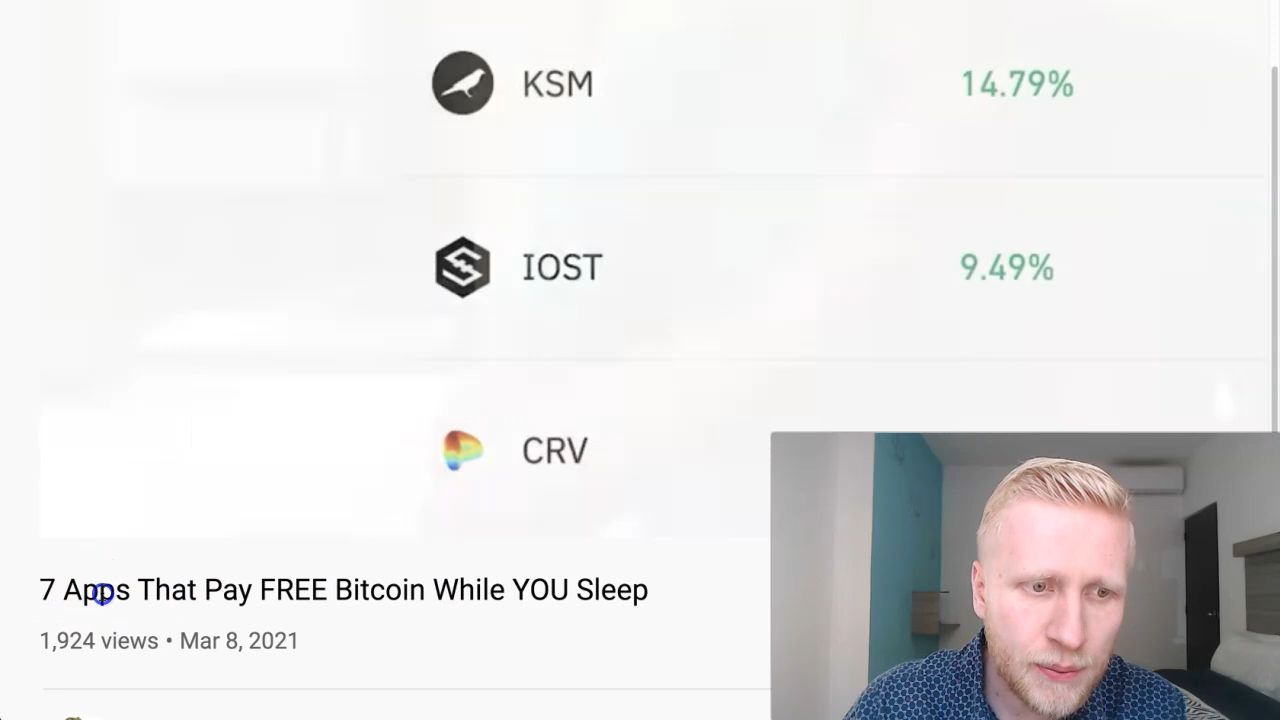 KSM 14.79%
IOST 9.49%
CRV
7 Apps That Pay FREE Bitcoin While YOU Sleep
1,924 views • Mar 8, 2021